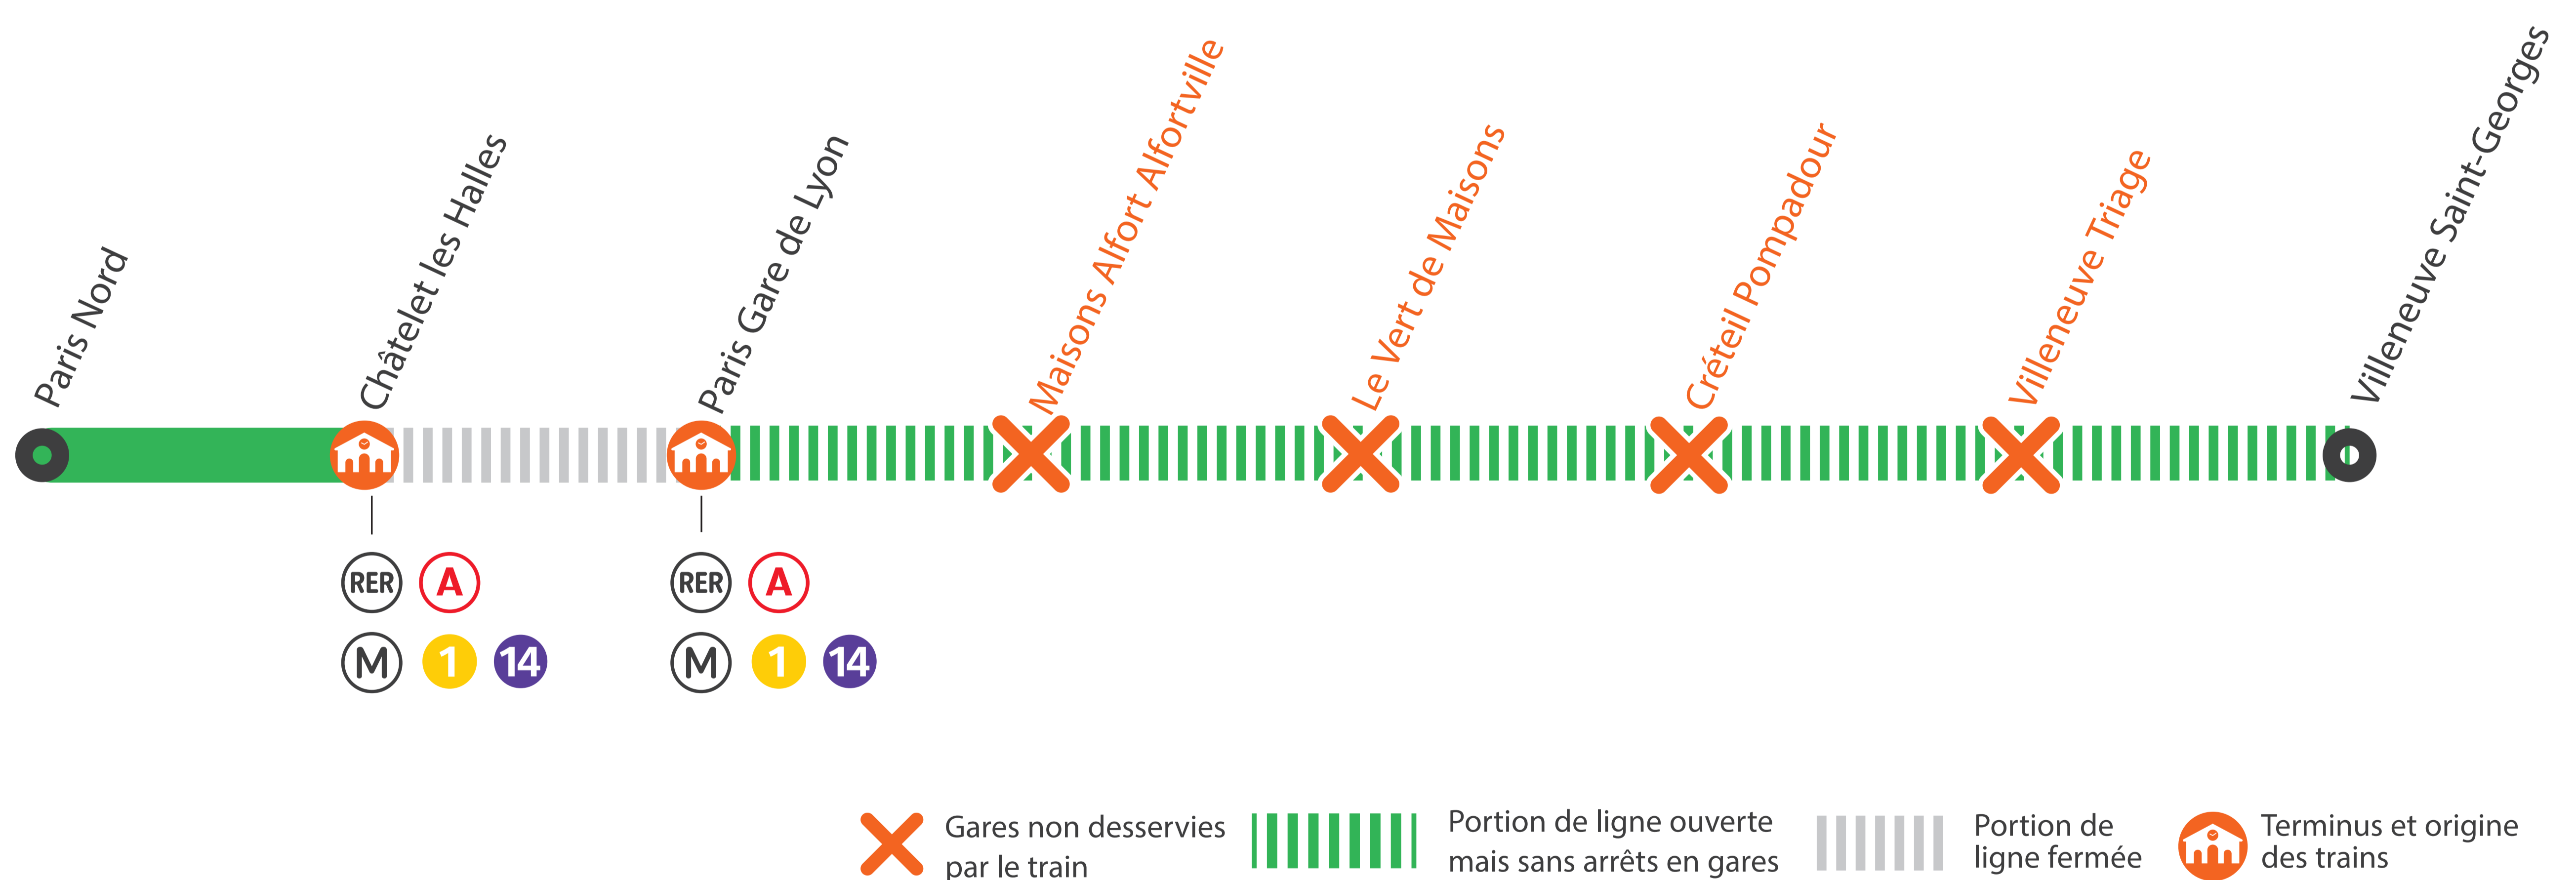 Paris Nord
Châtelet les Halles
Paris Gare de Lyon
Maisons Alfort Alfortville
Le Vert de Maisons
Créteil Pompadour
Villeneuve Triage
Villeneuve Saint-Georges
RER A
M 1 14
RER A
M 1 14
Gares non desservies
par le train
Portion de ligne ouverte
mais sans arrêts en gares
Portion de
ligne fermée
Terminus et origine
des trains